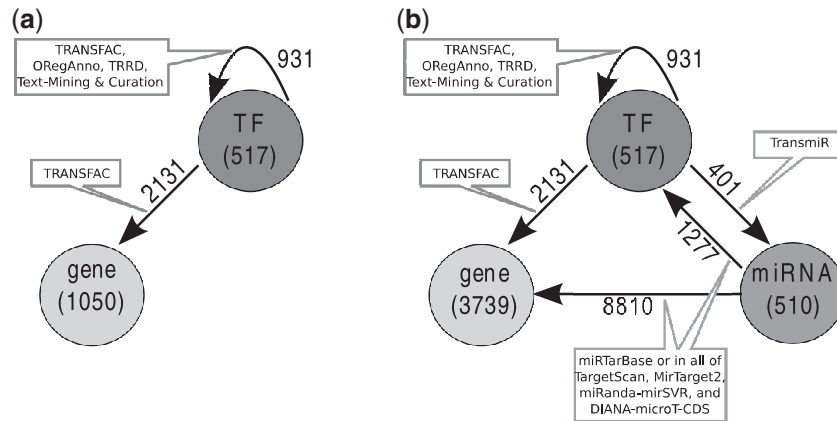 (a)
TRANSFAC,
ORegAnno, TRRD,
Text-Mining & Curation
931
TF
(517)
TRANSFAC
2131
gene
(1050)
(b)
TRANSFAC,
ORegAnno, TRRD,
Text-Mining & Curation
931
TF
(517)
TransmiR
TRANSFAC
2131
401
1277
gene
(3739)
miRNA
(510)
8810
miRTarBase or in all of
TargetScan, MirTarget2,
miRanda-mirSVR, and
DIANA-microT-CDS